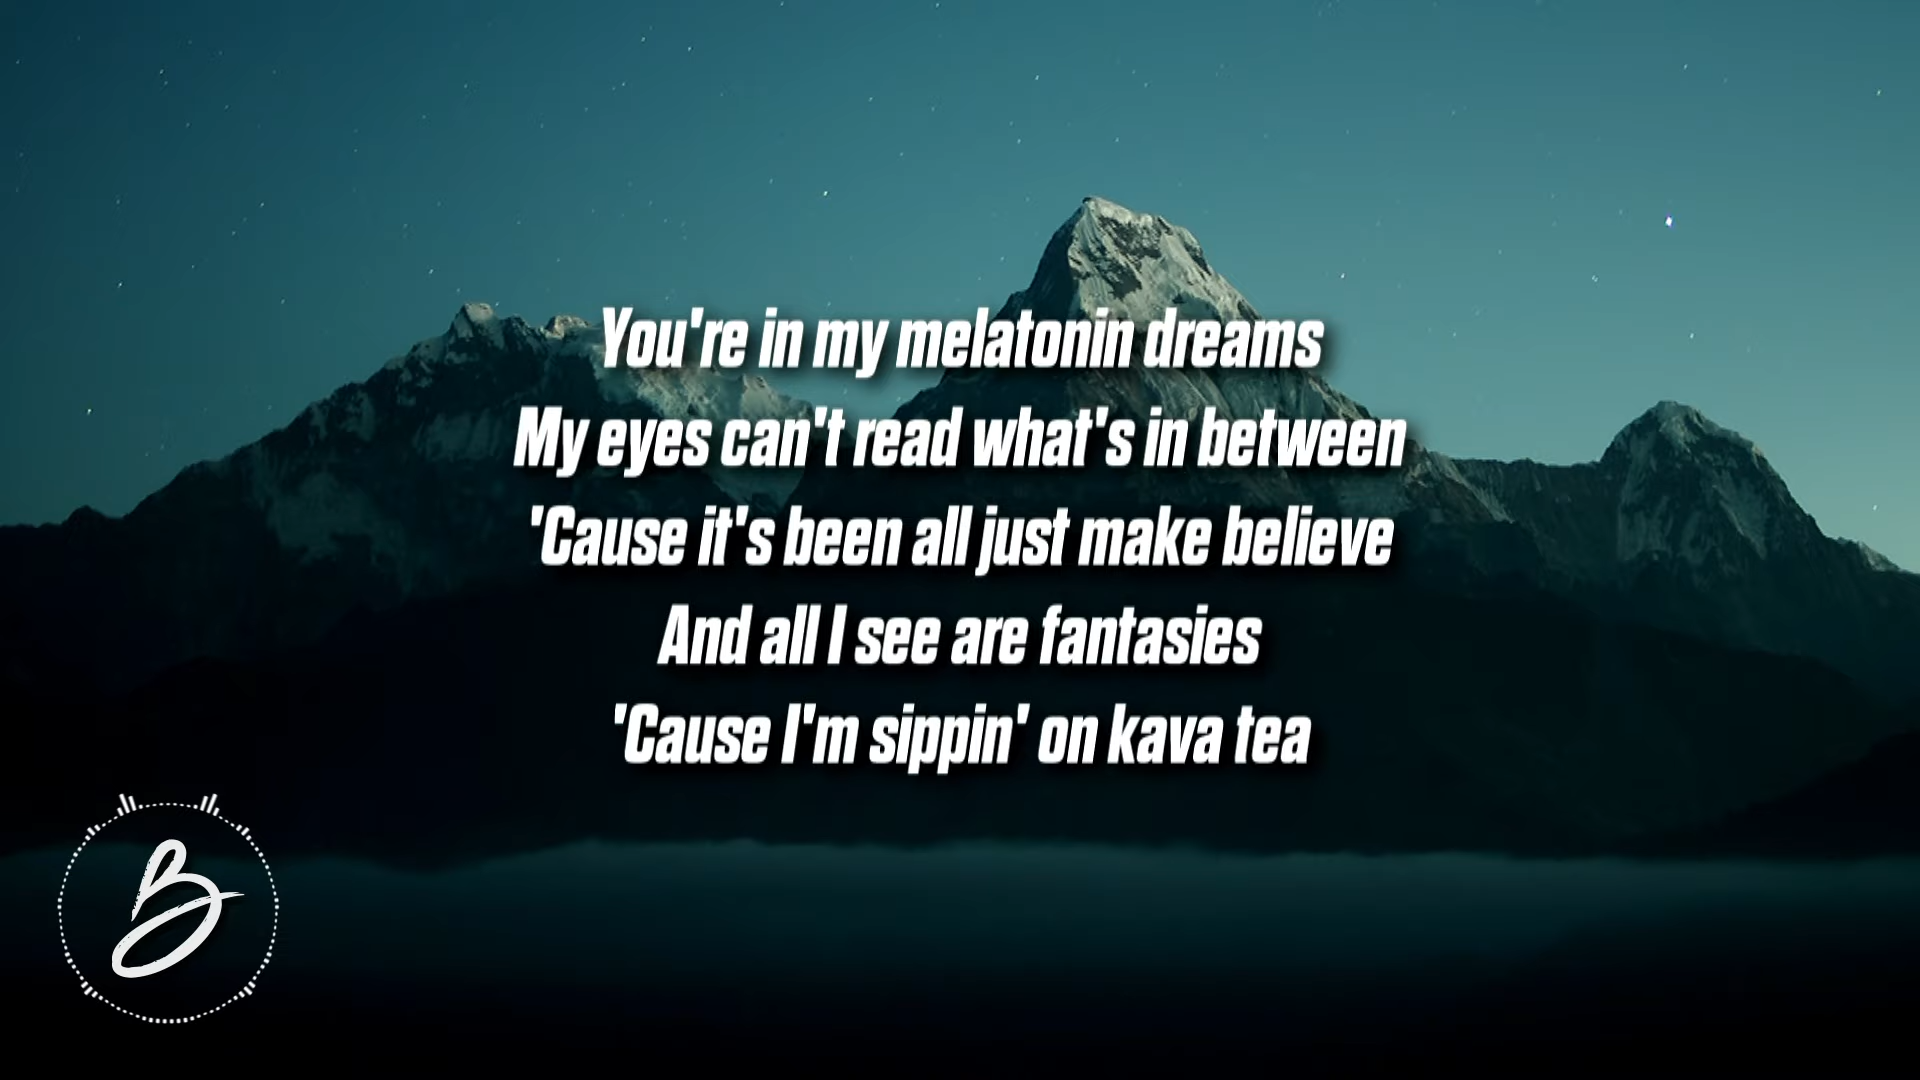 You're in my melatonin dreams
My eyes can't read what's in between
'Cause it's been all just make believe
And all I see are fantasies
'Cause I'm sippin' on kava tea
B